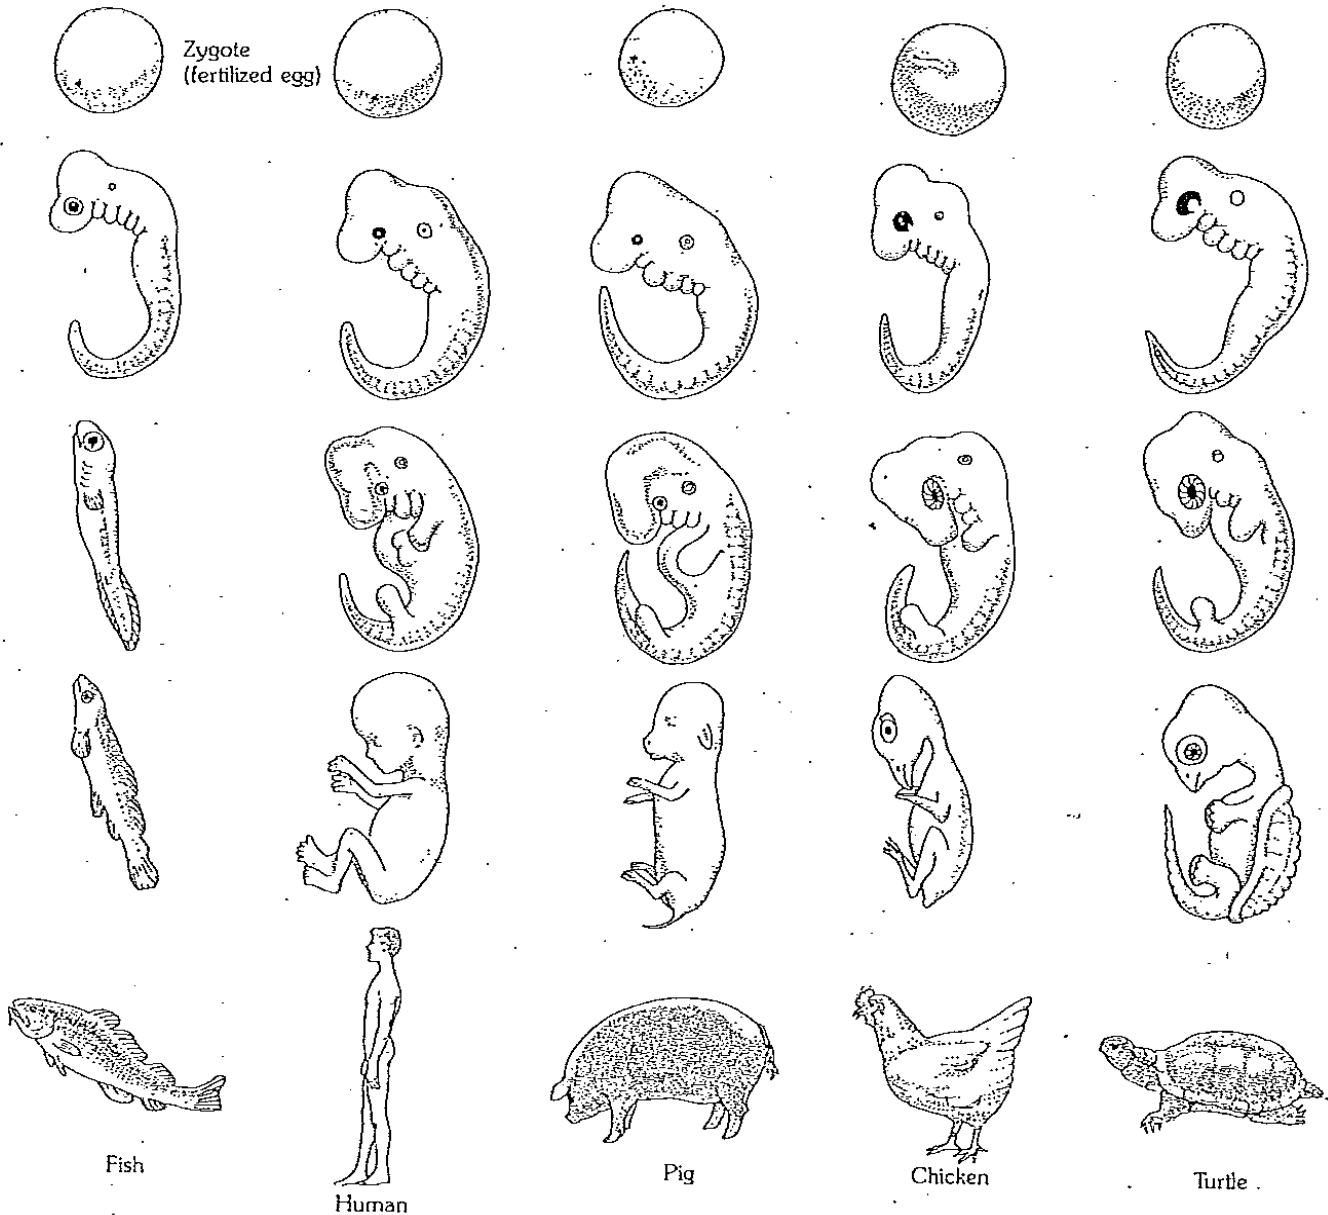 Zygote
(fertilized egg)
Fish
Human
Pig
Chicken
Turtle